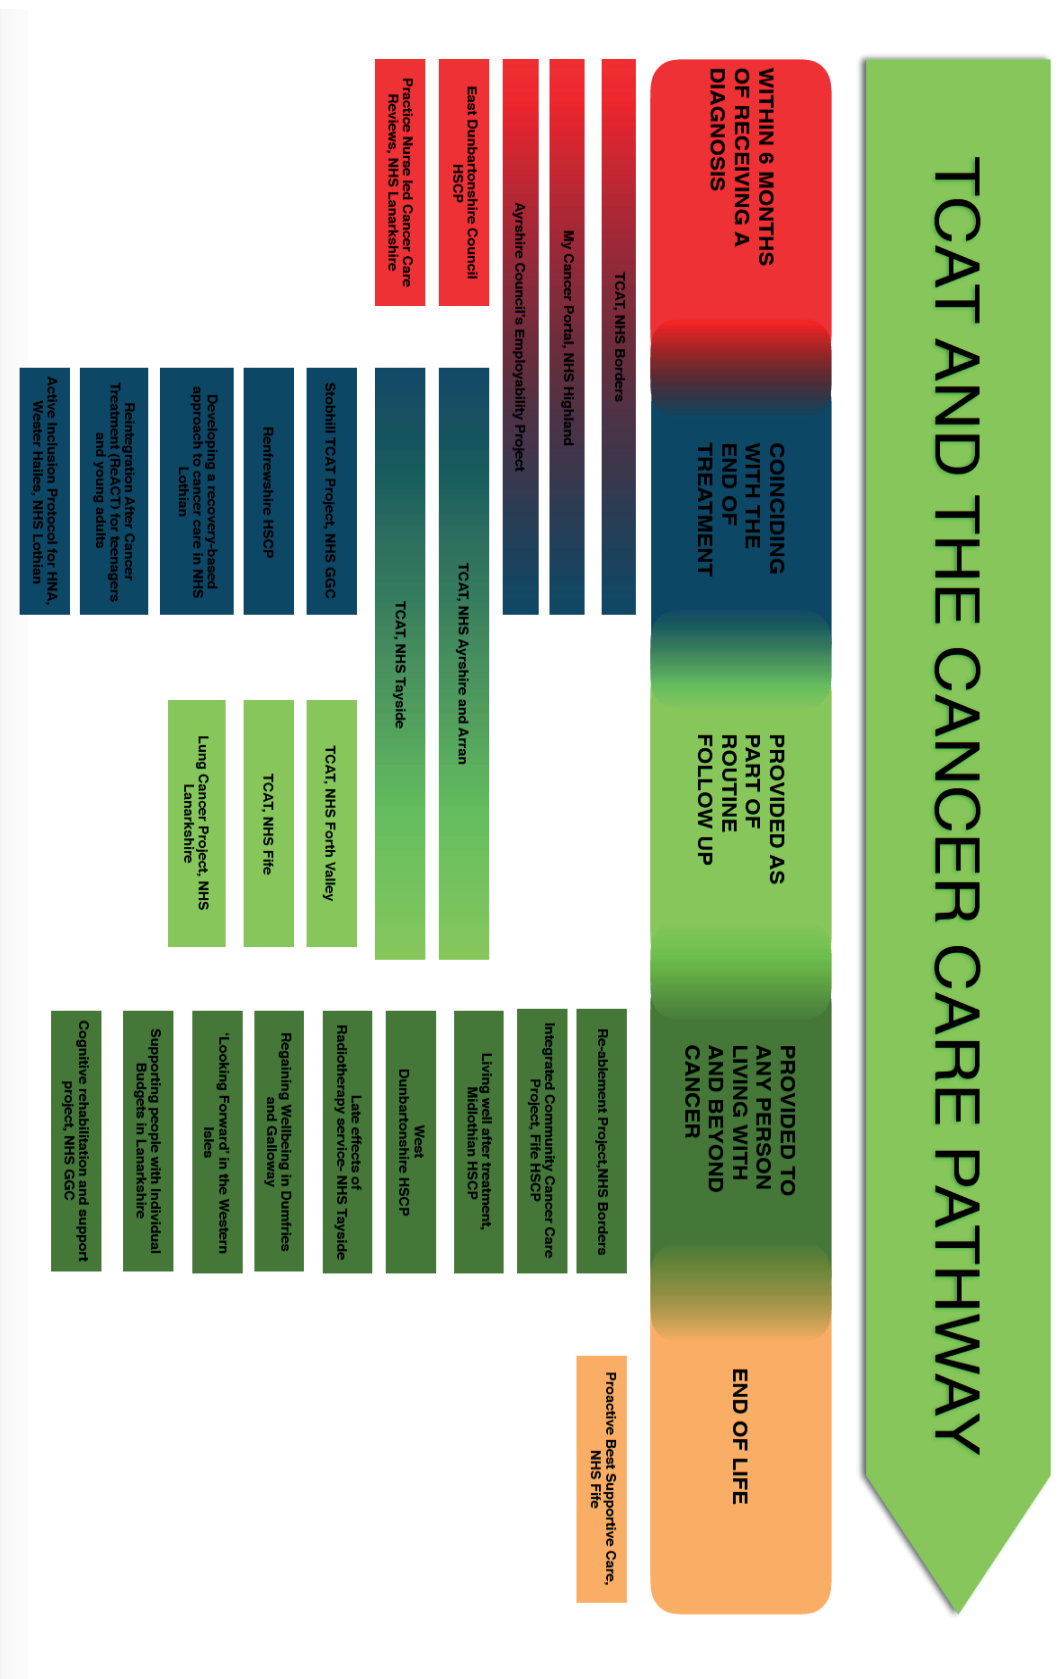 TCAT AND THE CANCER CARE PATHWAY
WITHIN 6 MONTHS
OF RECEIVING A
DIAGNOSIS
COINCIDING
WITH THE
END OF
TREATMENT
PROVIDED AS
PART OF
ROUTINE
FOLLOW UP
PROVIDED TO
ANY PERSON
LIVING WITH
AND BEYOND
CANCER
END OF LIFE
TCAT, NHS Borders
My Cancer Portal, NHS Highland
Ayrshire Council's Employability Project
East Dunbartonshire Council
HSCP
Practice Nurse led Cancer Care
Reviews, NHS Lanarkshire
TCAT, NHS Ayrshire and Arran
TCAT, NHS Tayside
Stobhill TCAT Project, NHS GGC
Renfrewshire HSCP
Developing a recovery-based
approach to cancer care in NHS
Lothian
Reintegration After Cancer
Treatment (ReACT) for teenagers
and young adults
Active Inclusion Protocol for HNA,
Wester Hailes, NHS Lothian
TCAT, NHS Forth Valley
TCAT, NHS Fife
Lung Cancer Project, NHS
Lanarkshire
Re-ablement Project,NHS Borders
Integrated Community Cancer Care
Project, Fife HSCP
Living well after treatment,
Midlothian HSCP
West
Dunbartonshire HSCP
Late effects of
Radiotherapy service- NHS Tayside
Regaining Wellbeing in Dumfries
and Galloway
'Looking Forward' in the Western
Isles
Supporting people with Individual
Budgets in Lanarkshire
Cognitive rehabilitation and support
project, NHS GGC
Proactive Best Supportive Care,
NHS Fife